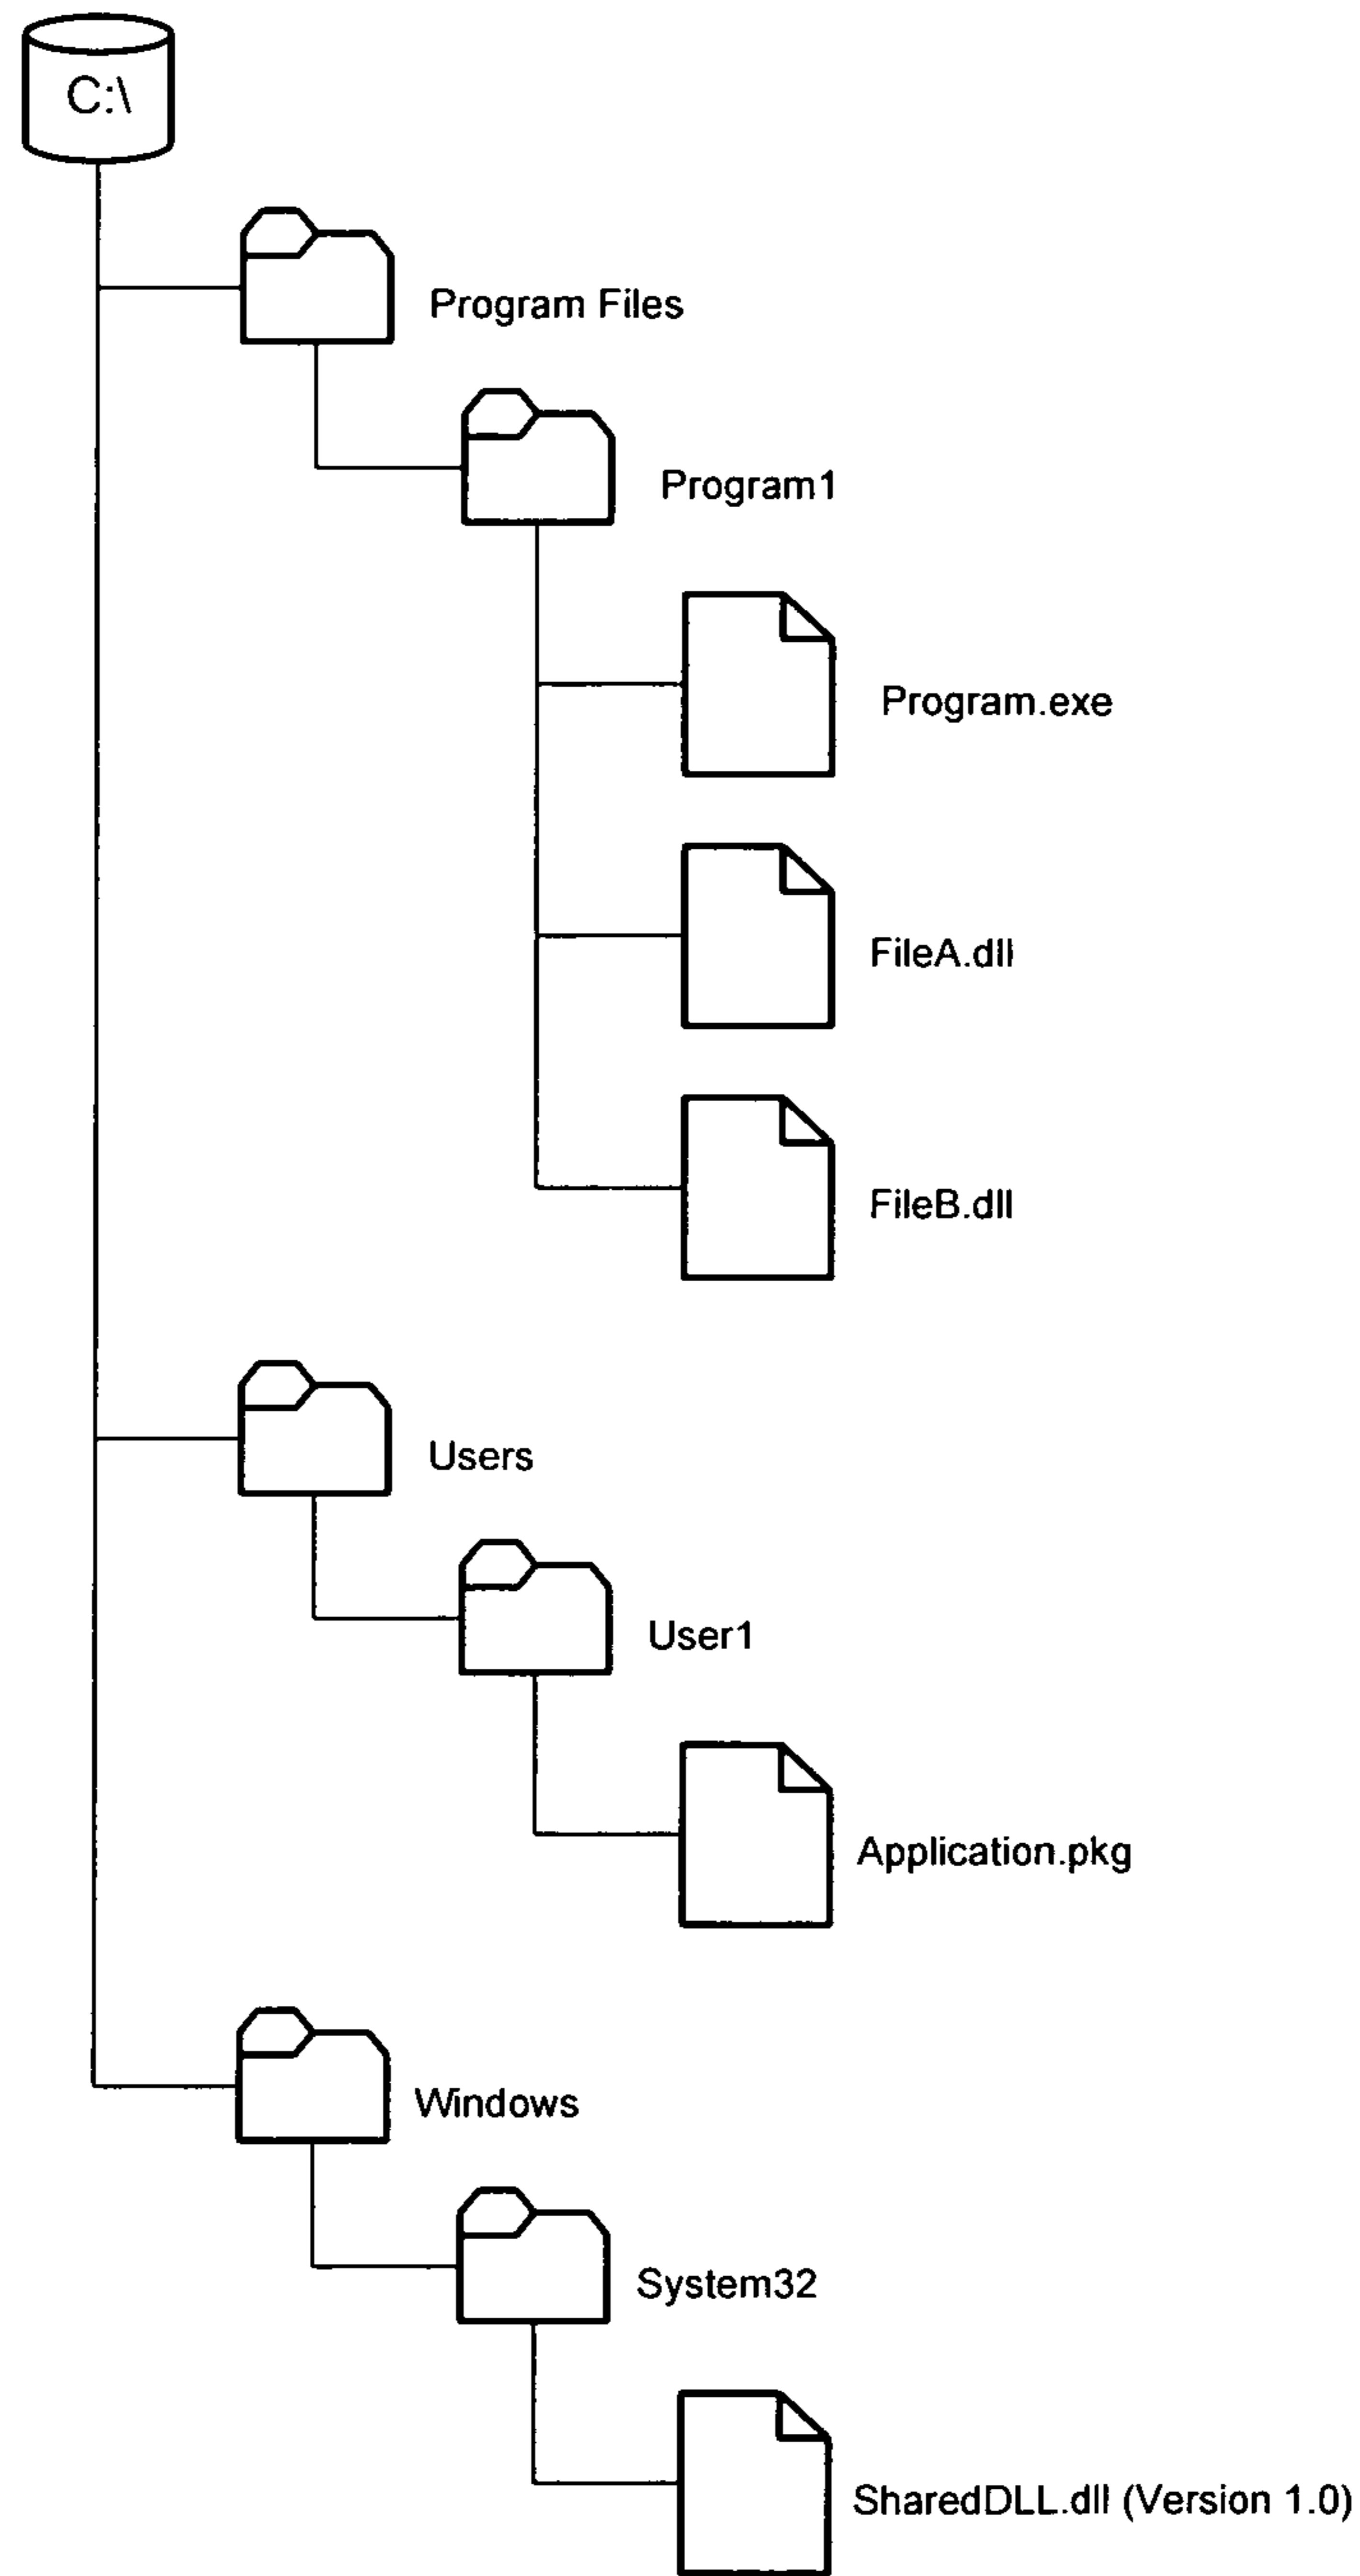 C:\
Program Files
Program1
Program.exe
FileA.dll
FileB.dll
Users
User1
Application.pkg
Windows
System32
SharedDLL.dll (Version 1.0)